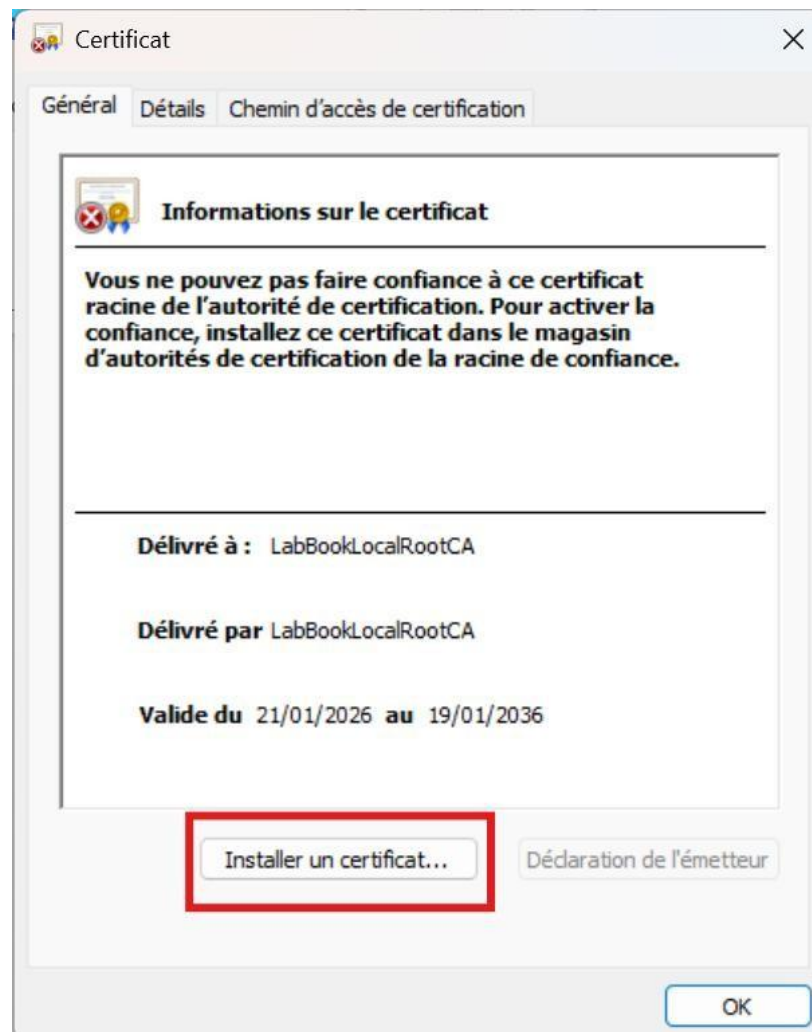 Certificat
Général Détails Chemin d'accès de certification
Informations sur le certificat
Vous ne pouvez pas faire confiance à ce certificat
racine de l'autorité de certification. Pour activer la
confiance, installez ce certificat dans le magasin
d'autorités de certification de la racine de confiance.
Délivré à : LabBookLocalRootCA
Délivré par LabBookLocalRootCA
Valide du 21/01/2026 au 19/01/2036
Installer un certificat... Déclaration de l'émetteur
OK